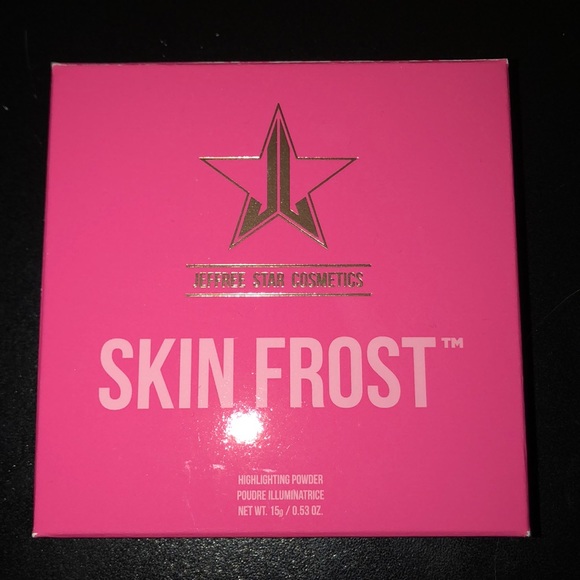 JEFFREE STAR COSMETICS
SKIN FROST™
HIGHLIGHTING POWDER
POUDRE ILLUMINATRICE
NET WT. 15g / 0.53 OZ.